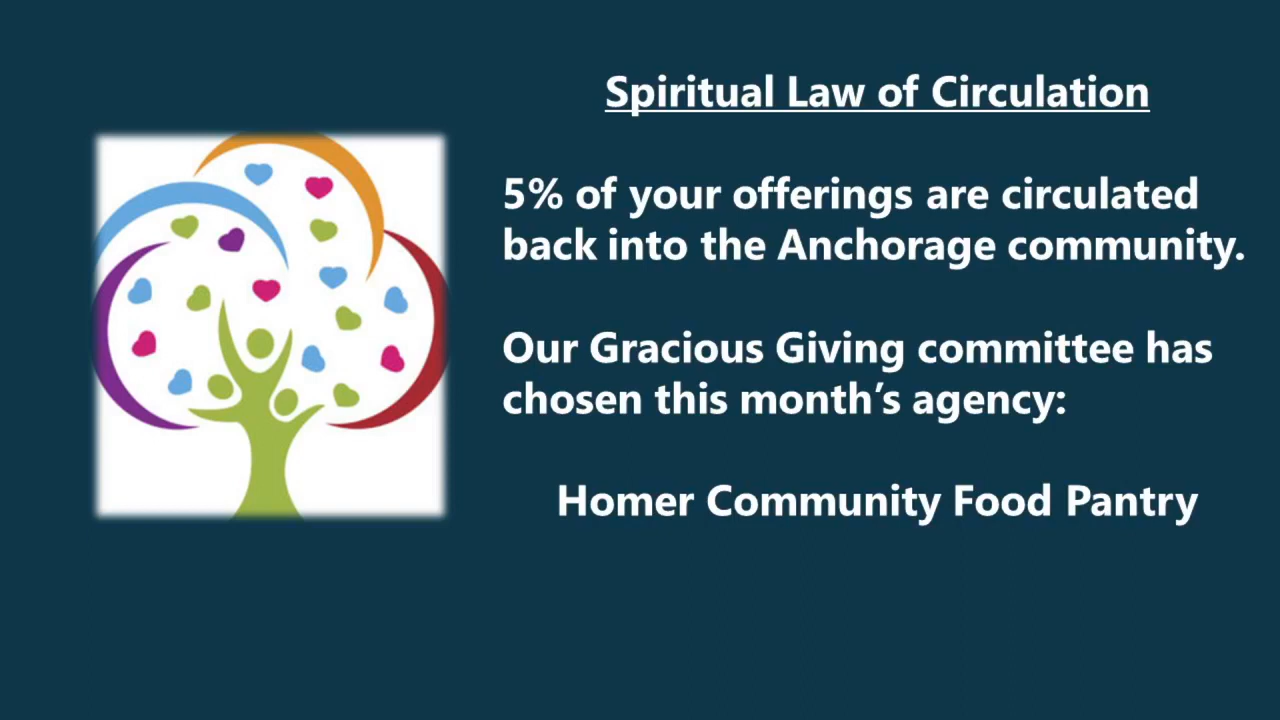 Spiritual Law of Circulation
5% of your offerings are circulated
back into the Anchorage community.
Our Gracious Giving committee has
chosen this month’s agency:
Homer Community Food Pantry